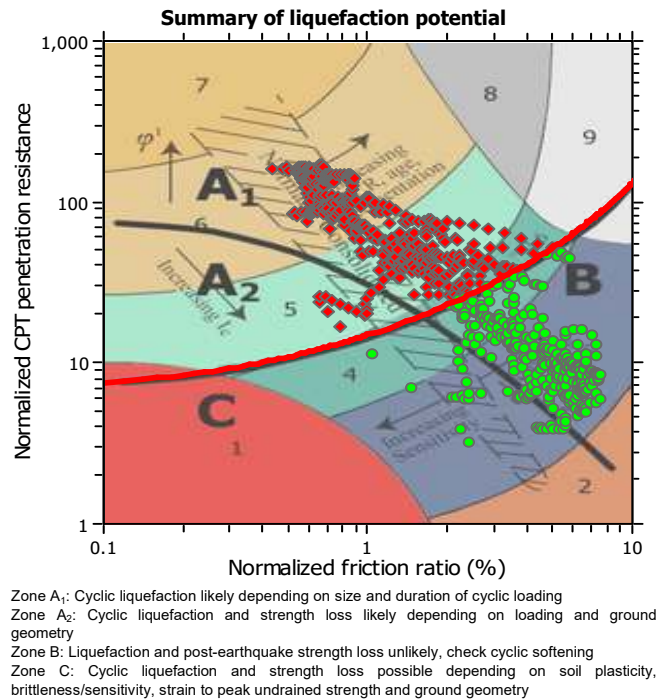 Summary of liquefaction potential
1,000
100
10
1
Normalized CPT penetration resistance
7
8
9
φ'
A1
6
A2
5
B
4
C
1
2
Increasing
age,
Increasing Ic
Increasing
Sensitivity
0.1
1
10
Normalized friction ratio (%)
Zone A1: Cyclic liquefaction likely depending on size and duration of cyclic loading
Zone A2: Cyclic liquefaction and strength loss likely depending on loading and ground
geometry
Zone B: Liquefaction and post-earthquake strength loss unlikely, check cyclic softening
Zone C: Cyclic liquefaction and strength loss possible depending on soil plasticity,
brittleness/sensitivity, strain to peak undrained strength and ground geometry